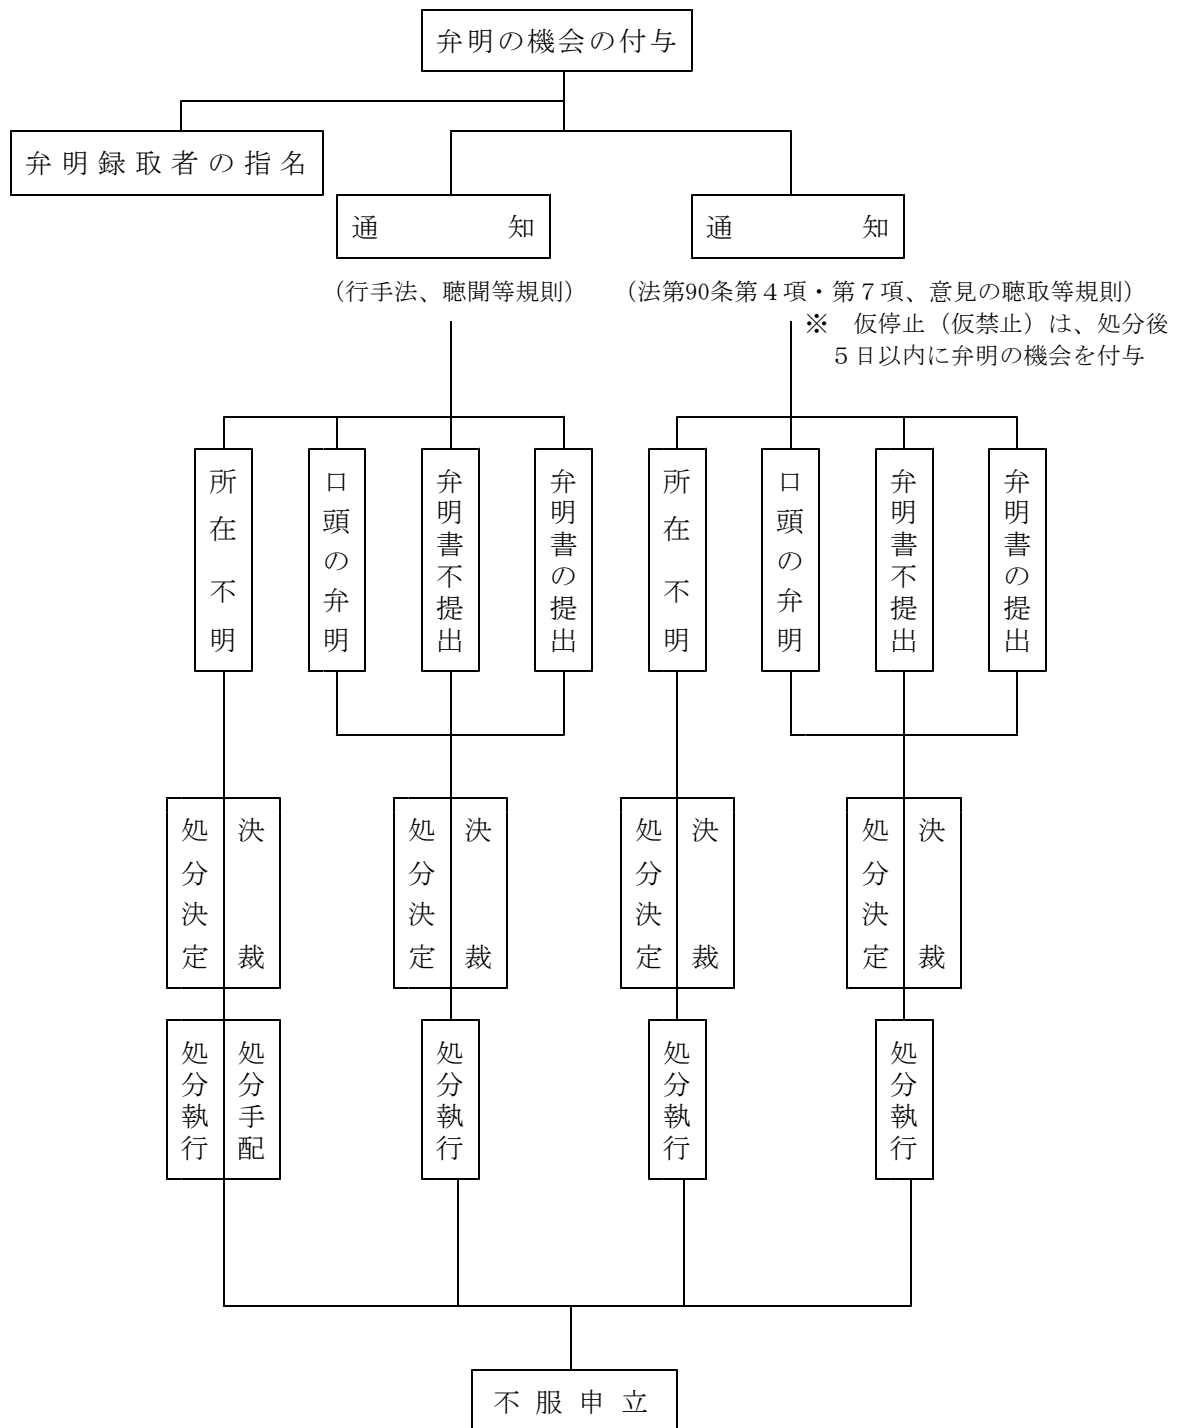 弁明の機会の付与
弁明録取者の指名
通知
通知
（行手法、聴聞等規則）
（法第90条第４項・第７項、意見の聴取等規則）
※　仮停止（仮禁止）は、処分後
５日以内に弁明の機会を付与
所在不明
口頭の弁明
弁明書不提出
弁明書の提出
所在不明
口頭の弁明
弁明書不提出
弁明書の提出
決裁
処分決定
決裁
処分決定
決裁
処分決定
決裁
処分決定
処分手配
処分執行
処分執行
処分執行
処分執行
不服申立